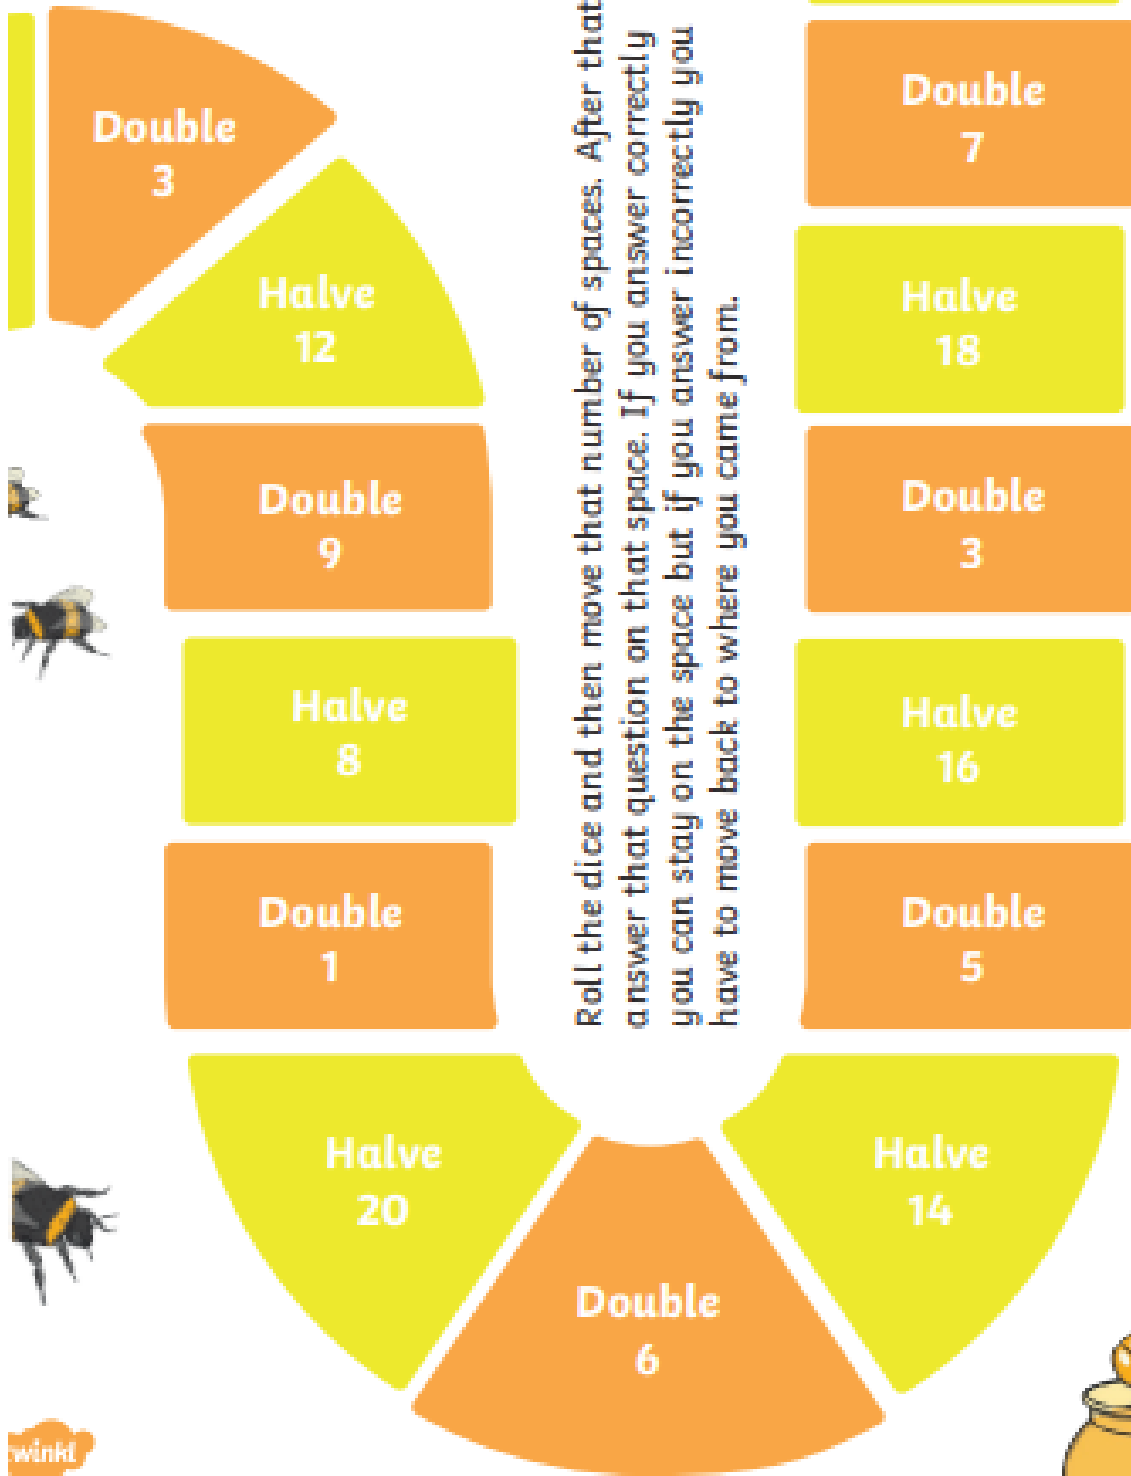 Double
3
Halve
12
Double
9
Halve
8
Double
1
Halve
20
Double
6
Halve
14
Double
5
Halve
16
Double
3
Halve
18
Double
7
Roll the dice and then move that number of spaces. After that
answer that question on that space. If you answer correctly
you can stay on the space but if you answer incorrectly you
have to move back to where you came from.
twinkl